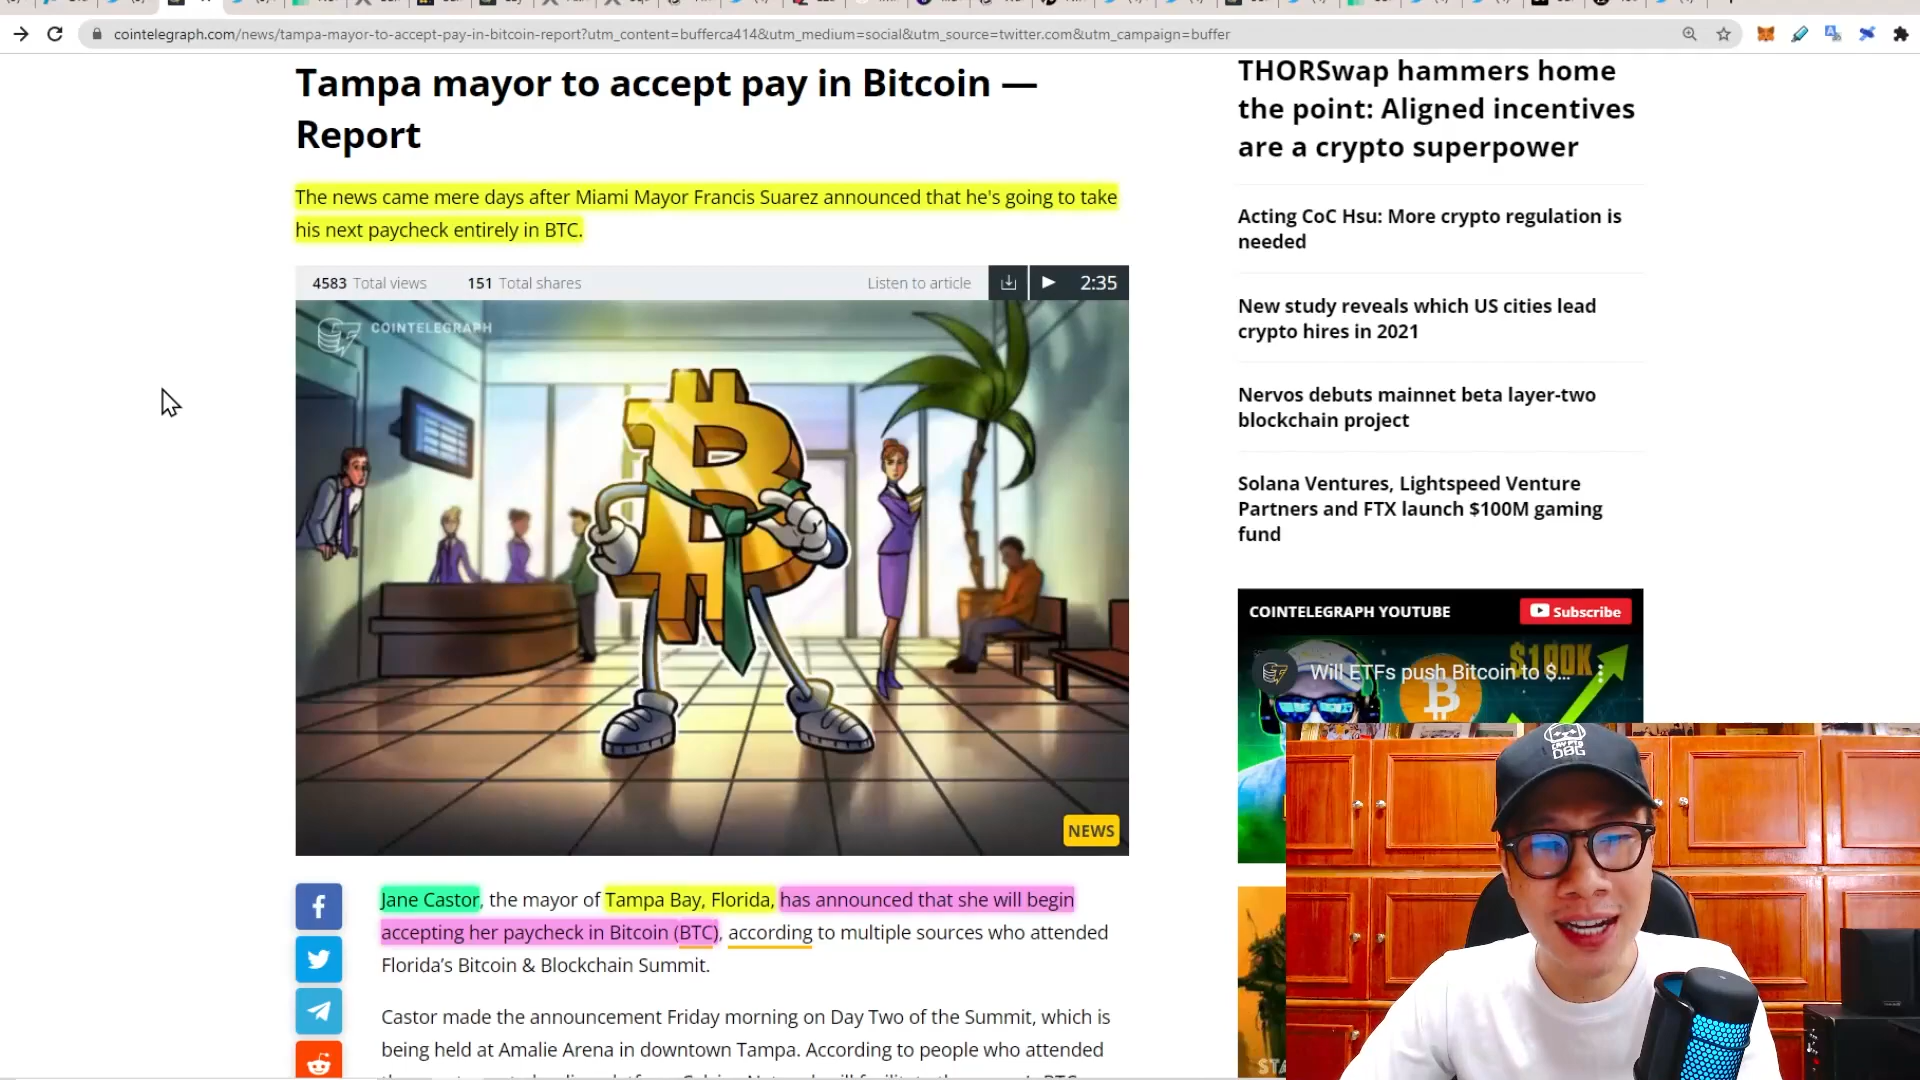 cointelegraph.com/news/tampa-mayor-to-accept-pay-in-bitcoin-report?utm_content=bufferca414&utm_medium=social&utm_source=twitter.com&utm_campaign=buffer
Tampa mayor to accept pay in Bitcoin —
Report
The news came mere days after Miami Mayor Francis Suarez announced that he's going to take
his next paycheck entirely in BTC.
4583 Total views 151 Total shares Listen to article 2:35
COINTELEGRAPH
NEWS
Jane Castor, the mayor of Tampa Bay, Florida, has announced that she will begin
accepting her paycheck in Bitcoin (BTC), according to multiple sources who attended
Florida's Bitcoin & Blockchain Summit.
Castor made the announcement Friday morning on Day Two of the Summit, which is
being held at Amalie Arena in downtown Tampa. According to people who attended
THORSwap hammers home
the point: Aligned incentives
are a crypto superpower
Acting CoC Hsu: More crypto regulation is
needed
New study reveals which US cities lead
crypto hires in 2021
Nervos debuts mainnet beta layer-two
blockchain project
Solana Ventures, Lightspeed Venture
Partners and FTX launch $100M gaming
fund
COINTELEGRAPH YOUTUBE Subscribe
$100K
Will ETFs push Bitcoin to $...
CRYPTO
DOG